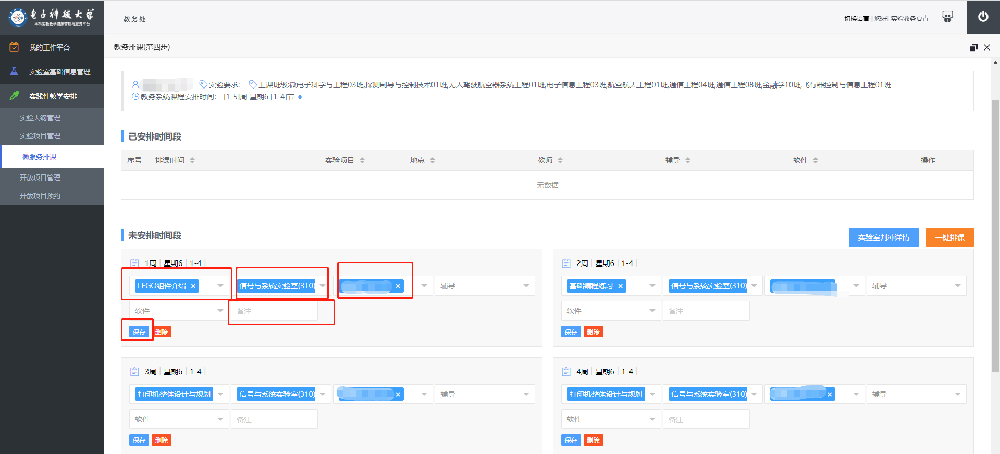 电子科技大学
本科实验教学资源管理与服务平台
教务处
切换语言 | 您好! 实验教务夏青
我的工作平台
实验室基础信息管理
实践性教学安排
实验大纲管理
实验项目管理
微服务排课
开放项目管理
开放项目预约
教务排课(第四步)
实验要求: 上课班级:微电子科学与工程03班,探测制导与控制技术01班,无人驾驶航空器系统工程01班,电子信息工程03班,航空航天工程01班,通信工程04班,通信工程08班,金融学10班,飞行器控制与信息工程01班
教务系统课程安排时间: [1-5]周 星期6 [1-4]节
已安排时间段
序号 排课时间 实验项目 地点 教师 辅导 软件 操作
无数据
未安排时间段 实验室判冲详情 一键排课
1周 星期6 1-4
LEGO组件介绍 × 信号与系统实验室(310) × 辅导
软件 备注
保存 删除
2周 星期6 1-4
基础编程练习 × 信号与系统实验室(310) 辅导
软件 备注
保存 删除
3周 星期6 1-4
打印机整体设计与规划 信号与系统实验室(310) × 辅导
软件 备注
保存 删除
4周 星期6 1-4
打印机整体设计与规划 信号与系统实验室(310) × 辅导
软件 备注
保存 删除